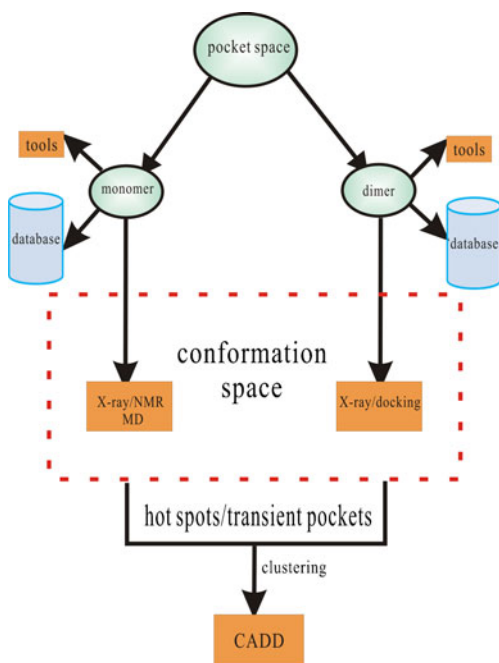 pocket space
tools
tools
monomer
dimer
database
database
conformation
space
X-ray/NMR
MD
X-ray/docking
hot spots/transient pockets
clustering
CADD